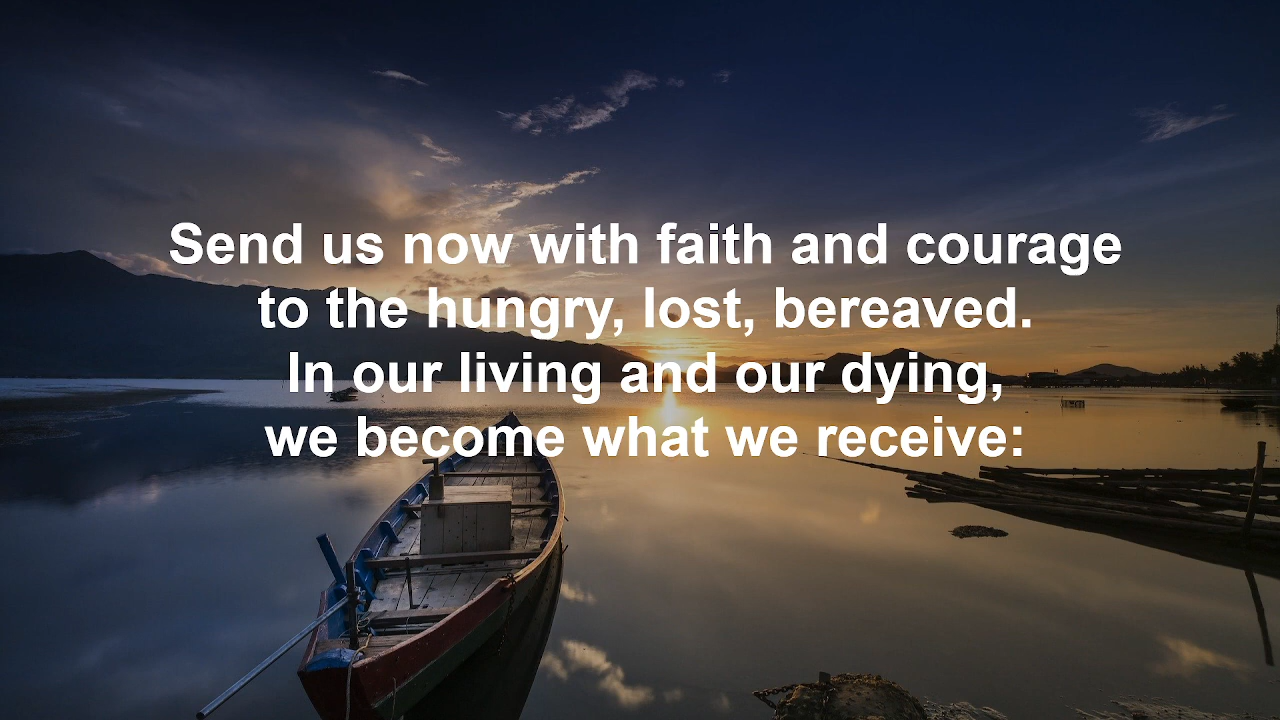 Send us now with faith and courage
to the hungry, lost, bereaved.
In our living and our dying,
we become what we receive: